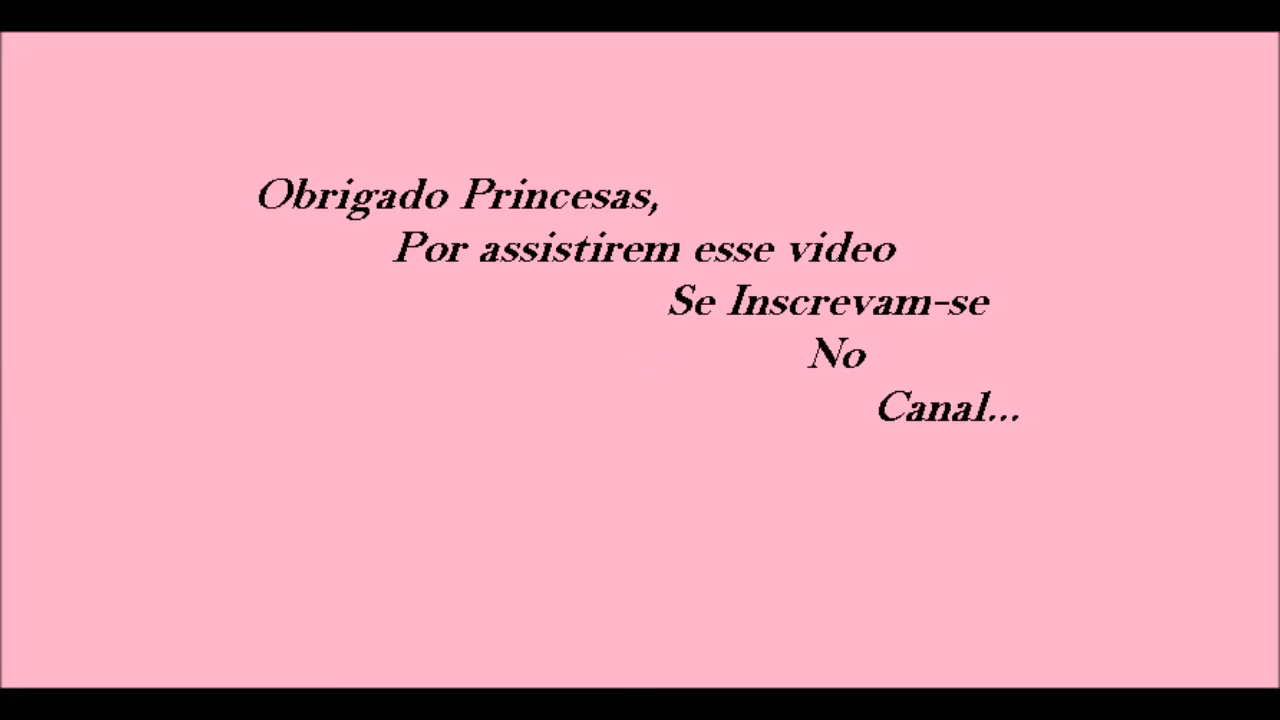 Obrigado Princesas,
Por assistirem esse video
Se Inscrevam-se
No
Canal...